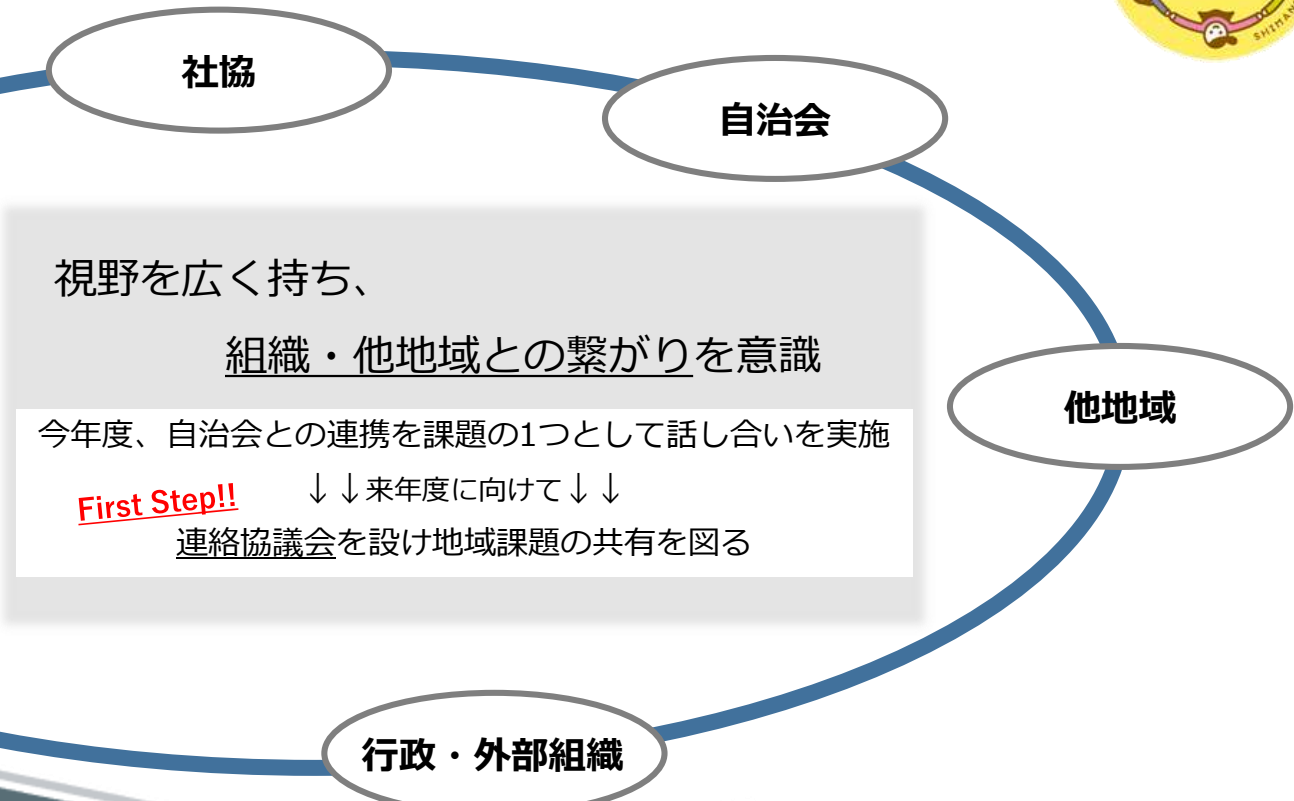 社協
自治会
視野を広く持ち、
組織・他地域との繋がりを意識
他地域
今年度、自治会との連携を課題の1つとして話し合いを実施
First Step!!
↓↓来年度に向けて↓↓
連絡協議会を設け地域課題の共有を図る
行政・外部組織